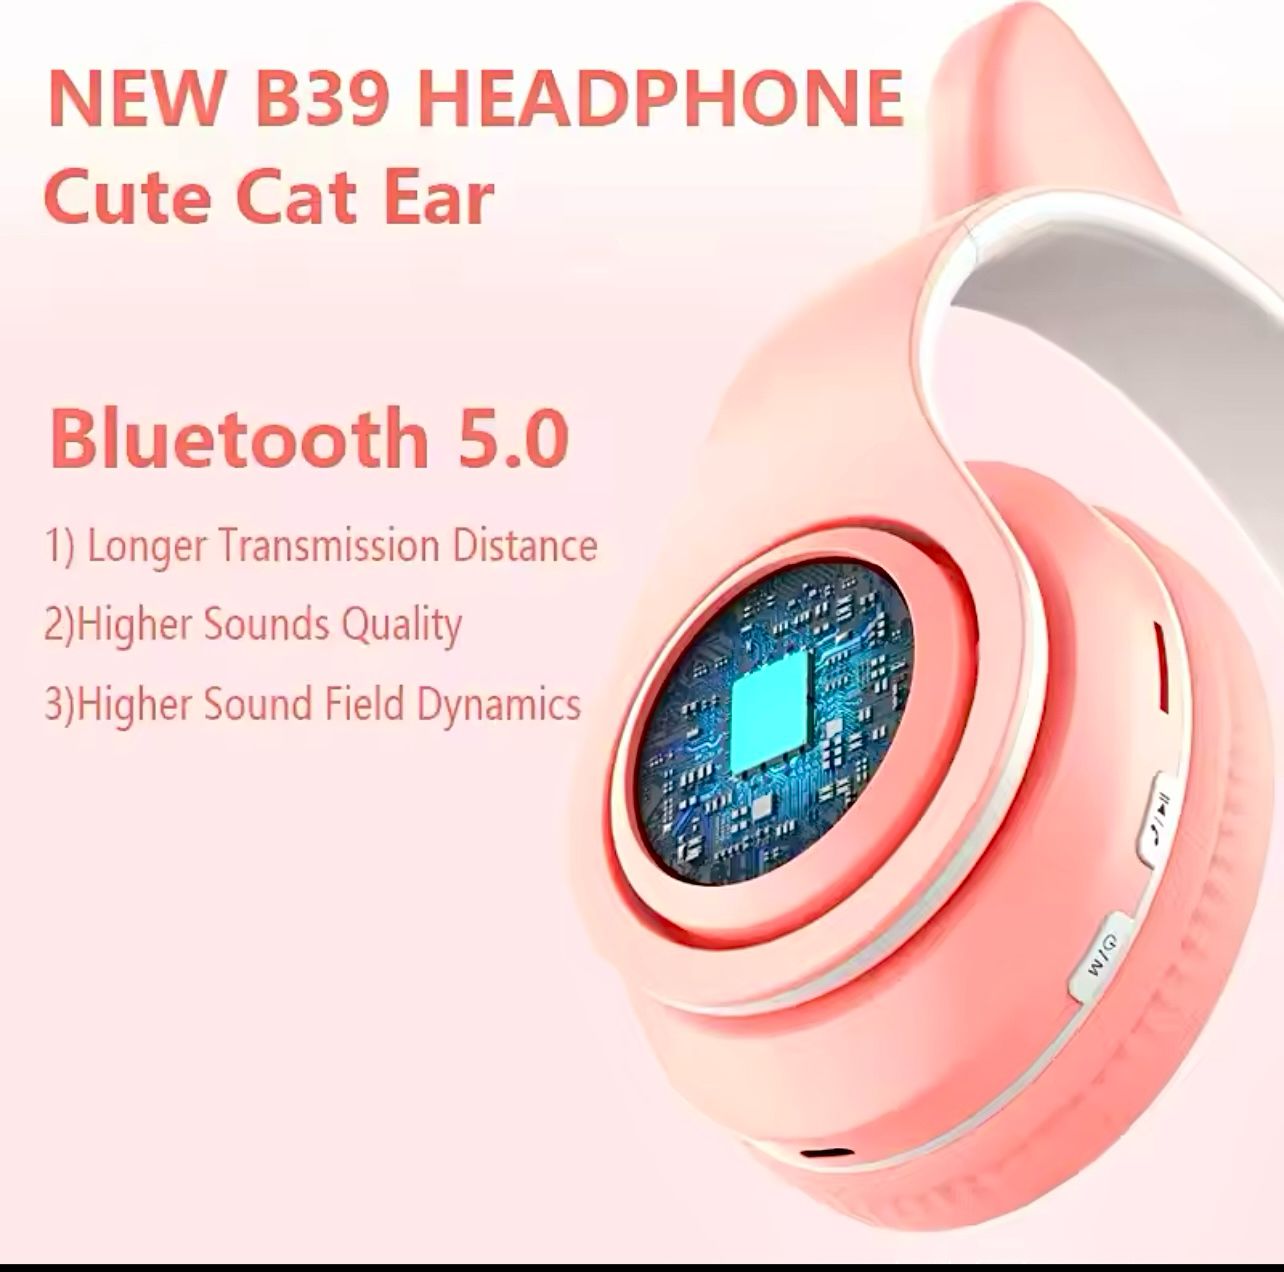 NEW B39 HEADPHONE
Cute Cat Ear
Bluetooth 5.0
1) Longer Transmission Distance
2)Higher Sounds Quality
3)Higher Sound Field Dynamics
/M